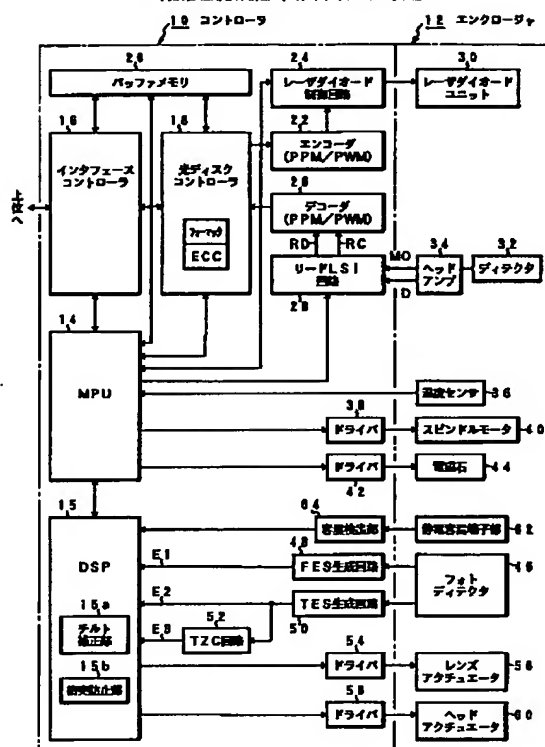 10 コントローラ
12 エンクロージャ
バッファメモリ
24
レーザダイオード
制御回路
30
レーザダイオード
ユニット
16
インタフェース
コントローラ
18
光ディスク
コントローラ
22
エンコーダ
(PPM/PWM)
26
デコーダ
(PPM/PWM)
フォーマッタ
ECC
RD
RC
MO
ID
リードLSI
回路
28
34
ヘッド
アンプ
32
ディテクタ
14
MPU
温度センサ
36
38
ドライバ
スピンドルモータ
40
ドライバ
42
電磁石
44
15
DSP
64
容量検出部
静電容量端子部
62
E1
48
FES生成回路
フォト
ディテクタ
46
E2
TES生成回路
50
E3
52
TZC回路
15a
チルト
補正部
15b
衝突防止部
54
ドライバ
レンズ
アクチュエータ
56
58
ドライバ
ヘッド
アクチュエータ
60